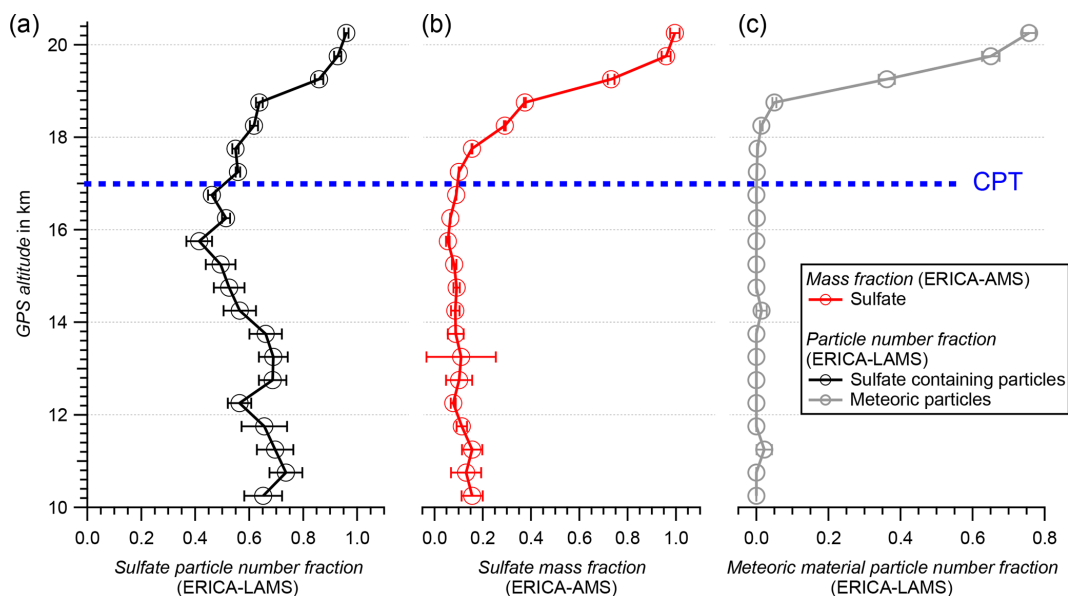 (a)
(b)
(c)
20
18
16
14
12
10
GPS altitude in km
CPT
Mass fraction (ERICA-AMS)
Sulfate
Particle number fraction
(ERICA-LAMS)
Sulfate containing particles
Meteoric particles
0.0 0.2 0.4 0.6 0.8 1.0
0.0 0.2 0.4 0.6 0.8 1.0
0.0 0.2 0.4 0.6 0.8
Sulfate particle number fraction
(ERICA-LAMS)
Sulfate mass fraction
(ERICA-AMS)
Meteoric material particle number fraction
(ERICA-LAMS)